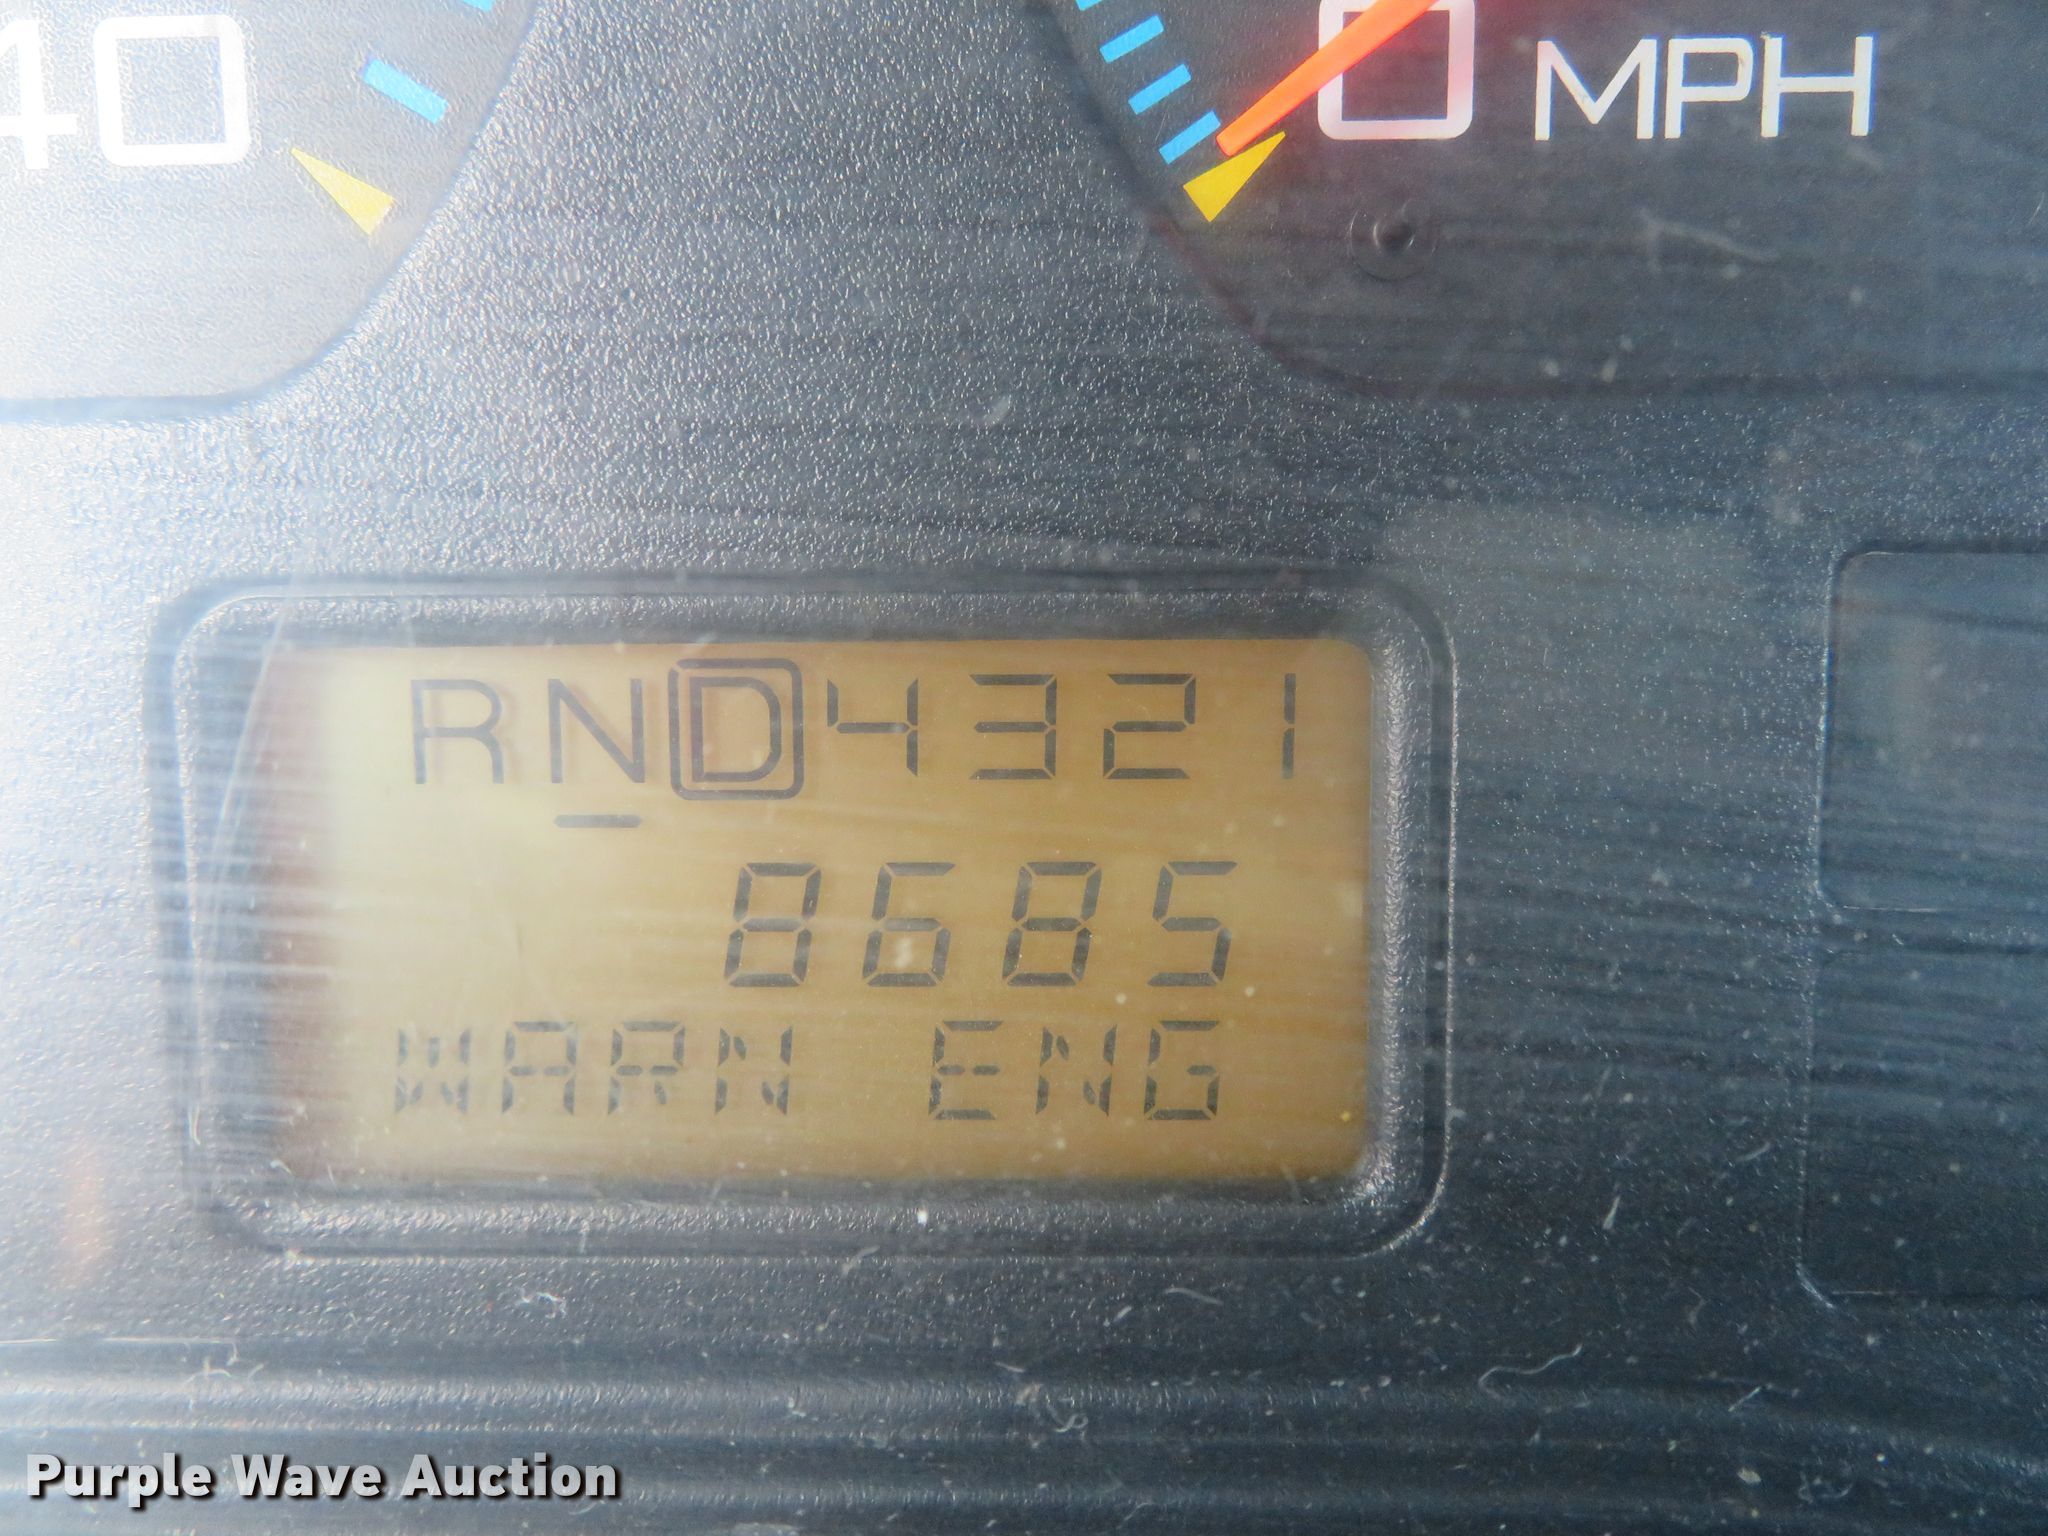 40
0 MPH
RND4321
8685
WARN ENG
Purple Wave Auction